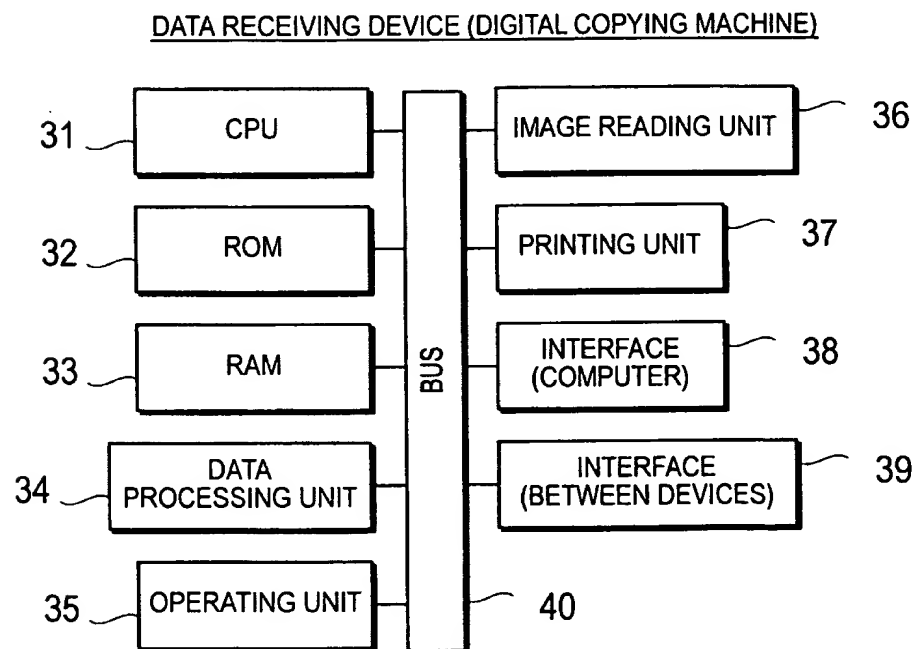 DATA RECEIVING DEVICE (DIGITAL COPYING MACHINE)
31
CPU
32
ROM
33
RAM
34
DATA
PROCESSING UNIT
35
OPERATING UNIT
BUS
40
IMAGE READING UNIT
36
PRINTING UNIT
37
INTERFACE
(COMPUTER)
38
INTERFACE
(BETWEEN DEVICES)
39